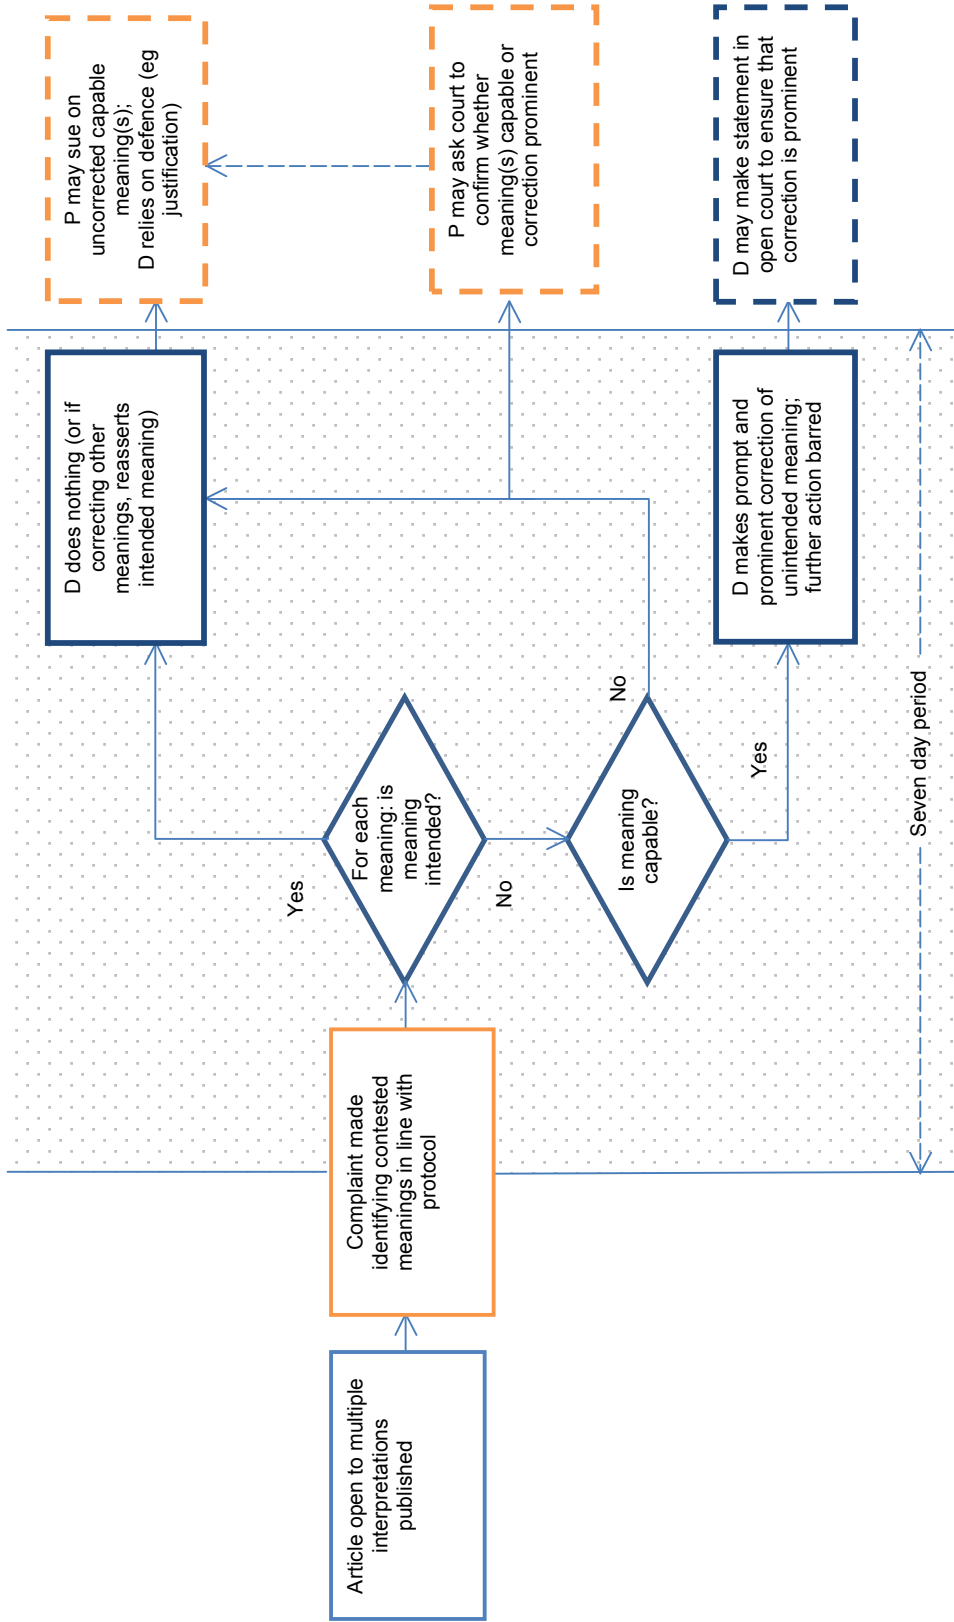 Article open to multiple
interpretations
published
Complaint made
identifying contested
meanings in line with
protocol
For each
meaning: is
meaning
intended?
Yes
No
Is meaning
capable?
No
Yes
D does nothing (or if
correcting other
meanings, reasserts
intended meaning)
D makes prompt and
prominent correction of
unintended meaning;
further action barred
P may sue on
uncorrected capable
meaning(s);
D relies on defence (eg
justification)
P may ask court to
confirm whether
meaning(s) capable or
correction prominent
D may make statement in
open court to ensure that
correction is prominent
Seven day period